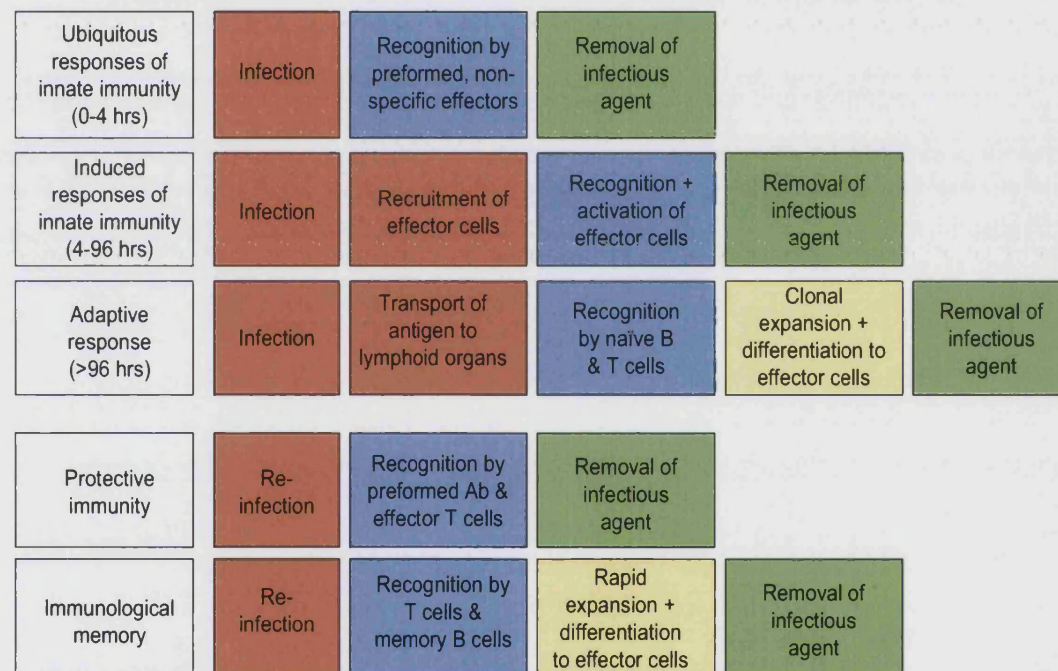 Ubiquitous
responses of
innate immunity
(0-4 hrs)
Infection
Recognition by
preformed, non-
specific effectors
Removal of
infectious
agent
Induced
responses of
innate immunity
(4-96 hrs)
Infection
Recruitment of
effector cells
Recognition +
activation of
effector cells
Removal of
infectious
agent
Adaptive
response
(>96 hrs)
Infection
Transport of
antigen to
lymphoid organs
Recognition
by naïve B
& T cells
Clonal
expansion +
differentiation to
effector cells
Removal of
infectious
agent
Protective
immunity
Re-
infection
Recognition by
preformed Ab &
effector T cells
Removal of
infectious
agent
Immunological
memory
Re-
infection
Recognition by
T cells &
memory B cells
Rapid
expansion +
differentiation
to effector cells
Removal of
infectious
agent